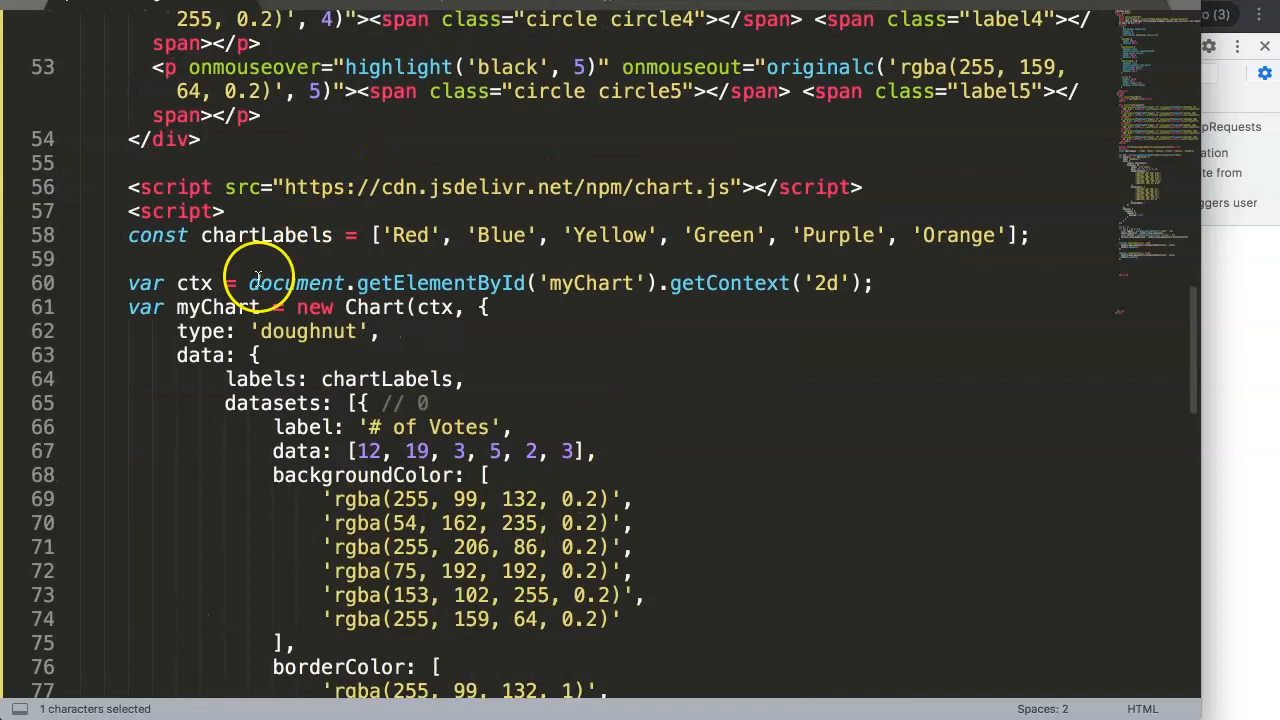 255, 0.2)', 4)"><span class="circle circle4"></span> <span class="label4"></
span></p>
53 <p onmouseover="highlight('black', 5)" onmouseout="originalc('rgba(255, 159,
64, 0.2)', 5)"><span class="circle circle5"></span> <span class="label5"></
span></p>
54 </div>
55
56 <script src="https://cdn.jsdelivr.net/npm/chart.js"></script>
57 <script>
58 const chartLabels = ['Red', 'Blue', 'Yellow', 'Green', 'Purple', 'Orange'];
59
60 var ctx = document.getElementById('myChart').getContext('2d');
61 var myChart = new Chart(ctx, {
62 type: 'doughnut',
63 data: {
64 labels: chartLabels,
65 datasets: [{ // 0
66 label: '# of Votes',
67 data: [12, 19, 3, 5, 2, 3],
68 backgroundColor: [
69 'rgba(255, 99, 132, 0.2)',
70 'rgba(54, 162, 235, 0.2)',
71 'rgba(255, 206, 86, 0.2)',
72 'rgba(75, 192, 192, 0.2)',
73 'rgba(153, 102, 255, 0.2)',
74 'rgba(255, 159, 64, 0.2)'
75 ],
76 borderColor: [
77 'rgba(255, 99, 132, 1)',
1 characters selected
Spaces: 2
HTML
o (3)
pRequests
ation
te from
ggers user